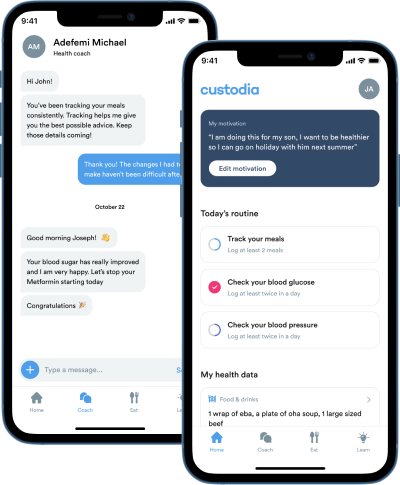 9:41
AM
Adefemi Michael
Health coach
Hi John!
You've been tracking your meals
consistently. Tracking helps me give
you the best possible advice. Keep
those details coming!
Thank you! The changes I had to
make haven't been difficult afte
October 22
Good morning Joseph! 👋
Your blood sugar has really improved
and I am very happy. Let's stop your
Metformin starting today
Congratulations 🎉
Type a message...
Home
Coach
Eat
9:41
custodia
JA
My motivation
"I am doing this for my son, I want to be healthier
so I can go on holiday with him next summer"
Edit motivation
Today's routine
Track your meals
Log at least 2 meals
Check your blood glucose
Log at least twice in a day
Check your blood pressure
Log at least twice in a day
My health data
Food & drinks
1 wrap of eba, a plate of oha soup, 1 large sized
beef
Home
Coach
Eat
Learn